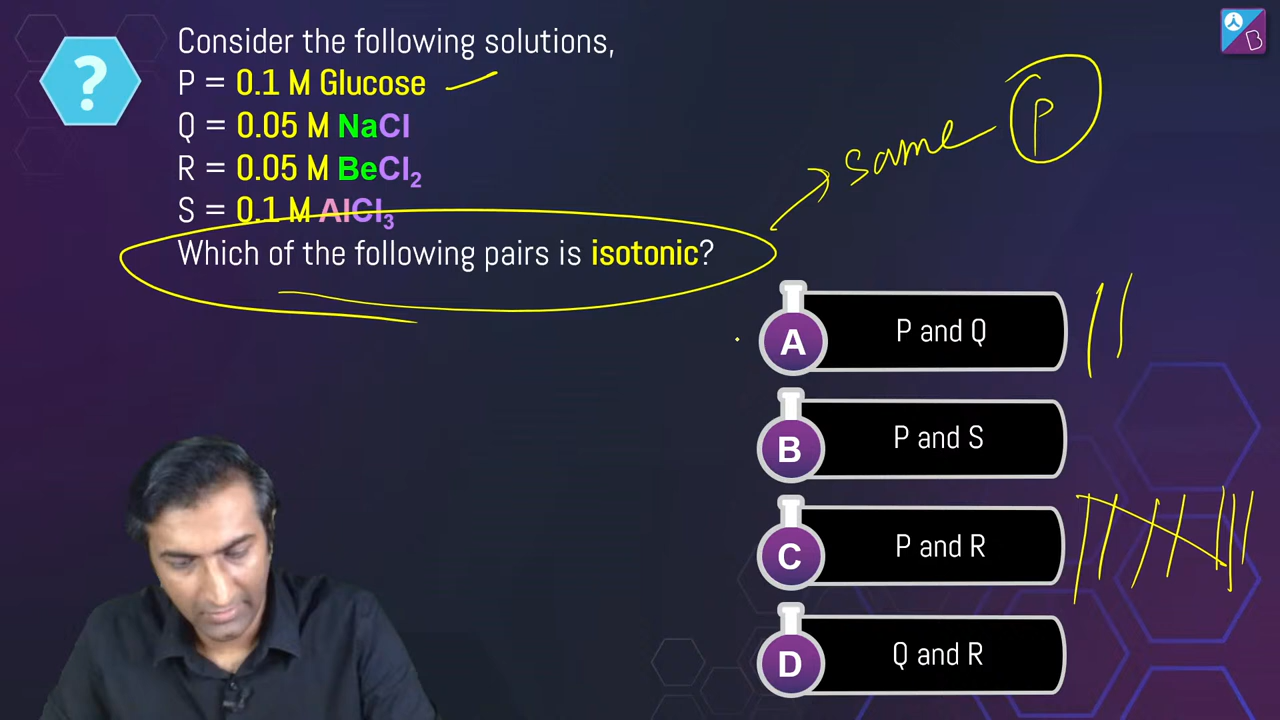 Consider the following solutions,
P = 0.1 M Glucose
Q = 0.05 M NaCl
R = 0.05 M BeCl₂
S = 0.1 M AlCl₃
Which of the following pairs is isotonic?
same P
A P and Q
B P and S
C P and R
D Q and R
?
B